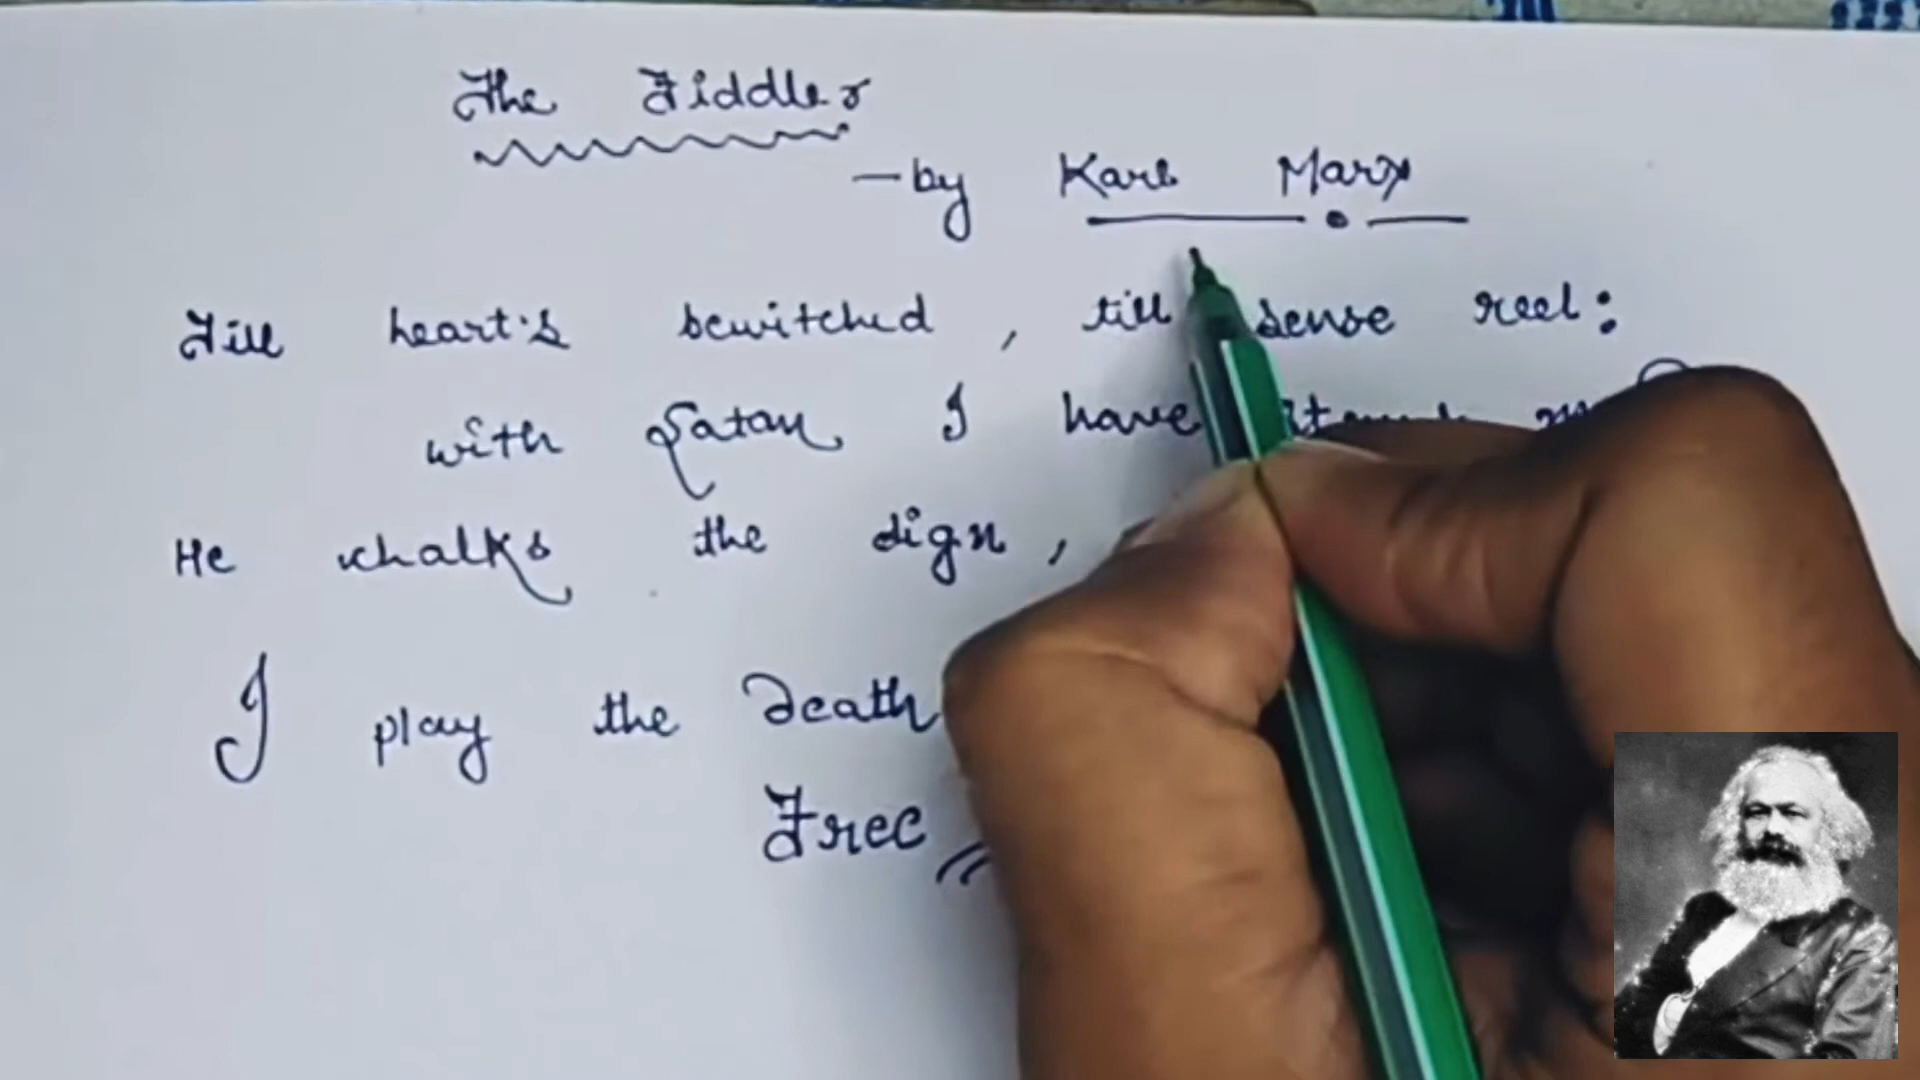 The Fiddler
—by Karl Marx
Till heart's bewitched, till sense reel:
with Satan I have
He chalks the sign,
I play the Death
Free